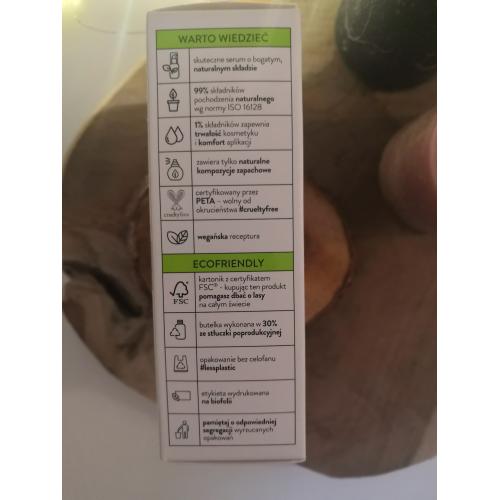 WARTO WIEDZIEĆ
skuteczne serum o bogatym,
naturalnym składzie
99% składników
pochodzenia naturalnego
wg normy ISO 16128
1% składników zapewnia
trwałość kosmetyku
i komfort aplikacji
zawiera tylko naturalne
kompozycje zapachowe
crueltyfree
certyfikowany przez
PETA – wolny od
okrucieństwa #crueltyfree
wegańska receptura
ECOFRIENDLY
FSC
kartonik z certyfikatem
FSC® - kupując ten produkt
pomagasz dbać o lasy
na całym świecie
butelka wykonana w 30%
ze stłuczki poprodukcyjnej
opakowanie bez celofanu
#lessplastic
etykieta wydrukowana
na biofolii
pamiętaj o odpowiedniej
segregacji wyrzucanych
opakowań